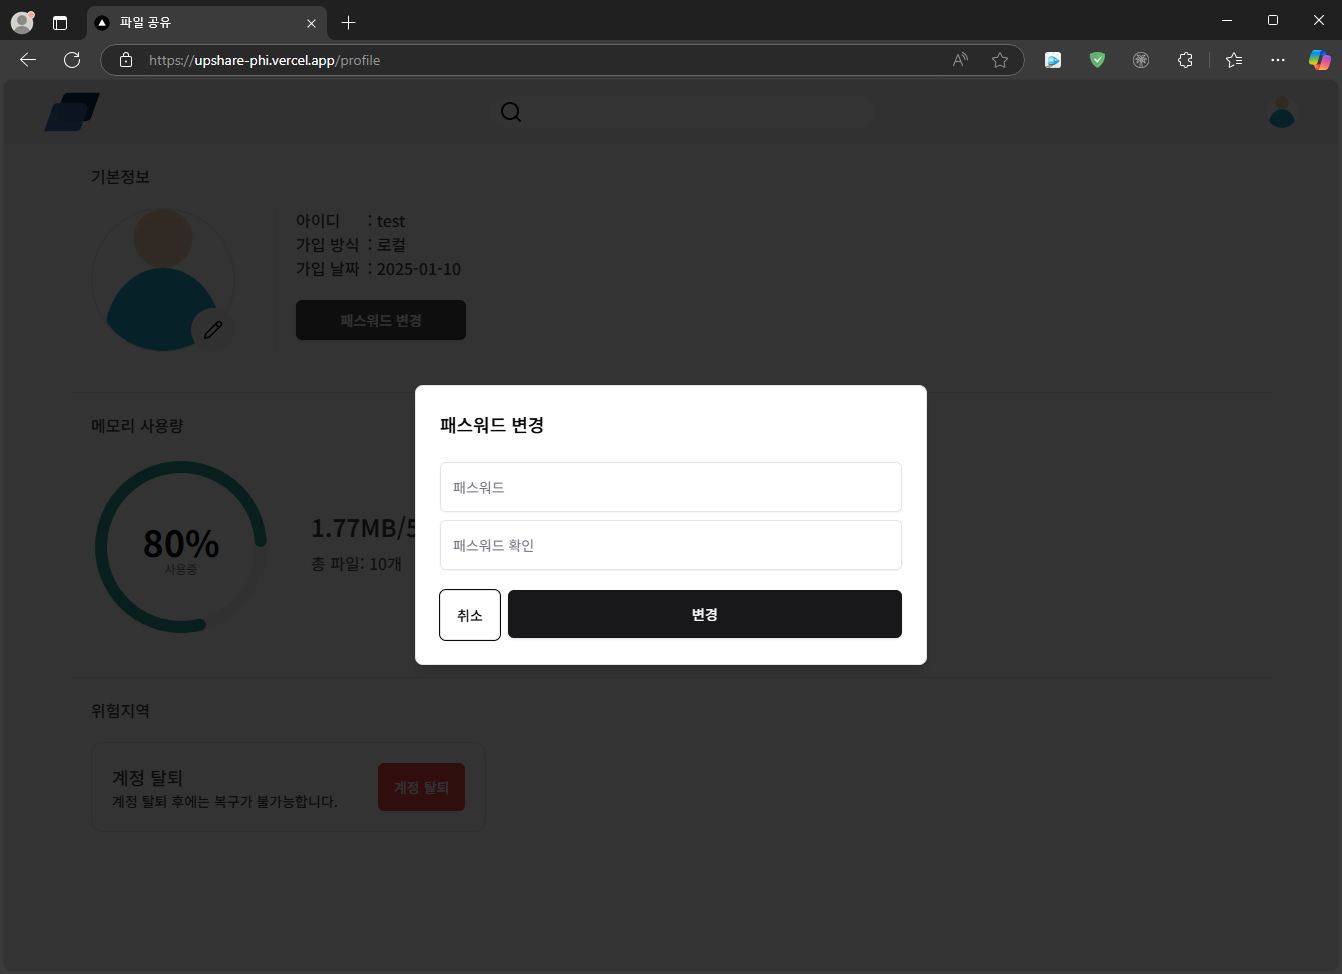 파일 공유
https://upshare-phi.vercel.app/profile
기본정보
아이디 : test
가입 방식 : 로컬
가입 날짜 : 2025-01-10
패스워드 변경
메모리 사용량
80%
사용중
1.77MB/5
총 파일: 10개
패스워드 변경
패스워드
패스워드 확인
취소
변경
위험지역
계정 탈퇴
계정 탈퇴 후에는 복구가 불가능합니다.
계정 탈퇴